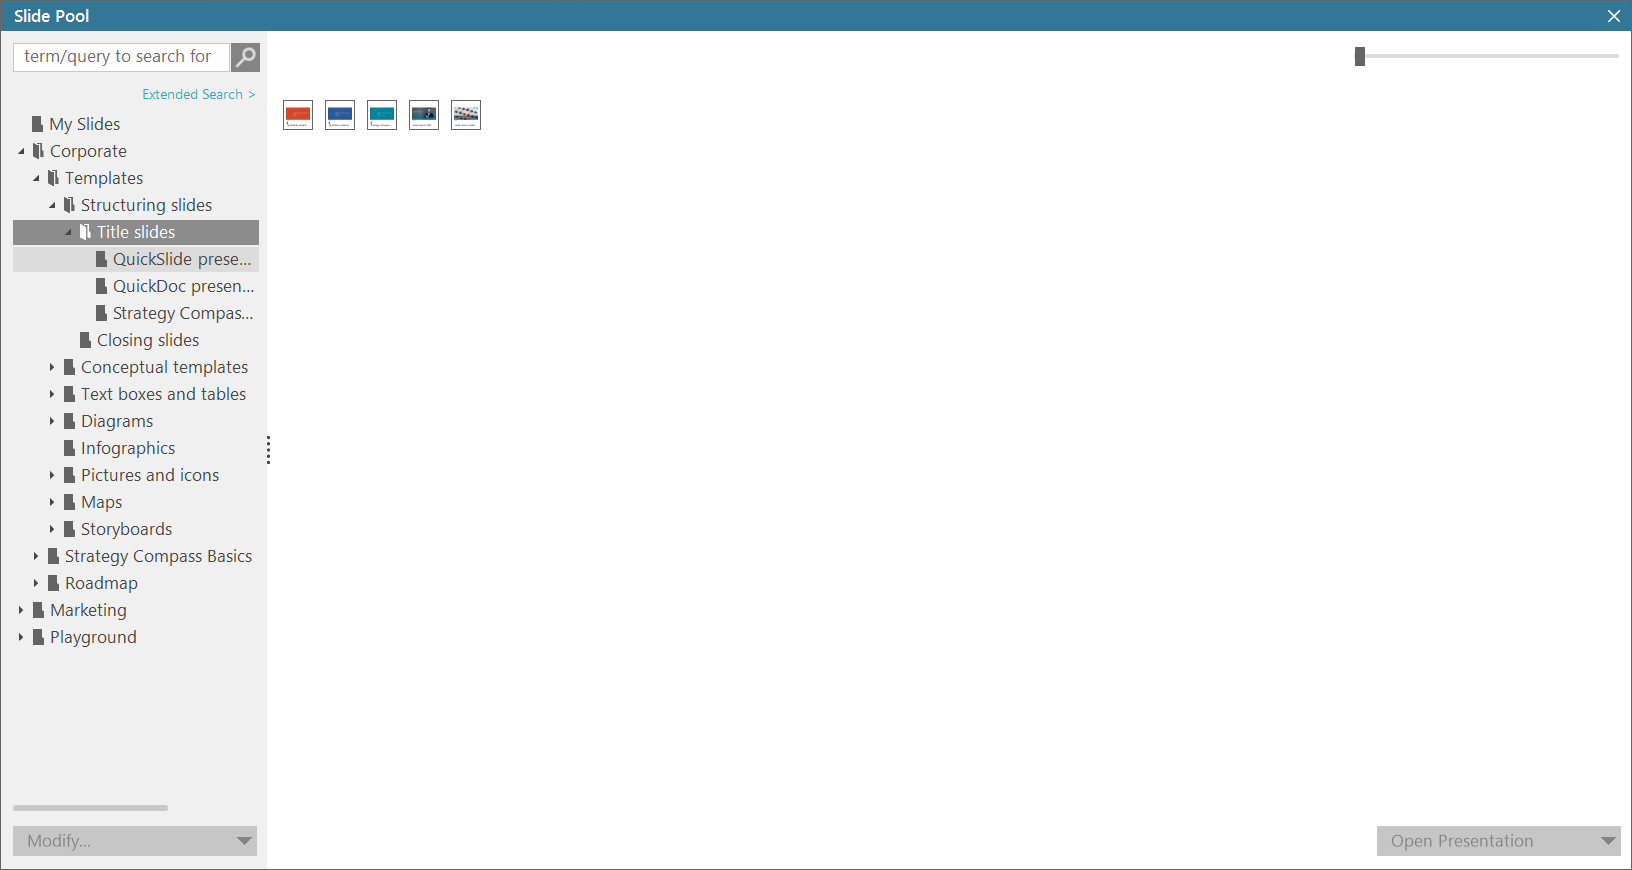 Slide Pool
term/query to search for
Extended Search >
My Slides
Corporate
Templates
Structuring slides
Title slides
QuickSlide prese...
QuickDoc presen...
Strategy Compas...
Closing slides
Conceptual templates
Text boxes and tables
Diagrams
Infographics
Pictures and icons
Maps
Storyboards
Strategy Compass Basics
Roadmap
Marketing
Playground
Modify...
Open Presentation